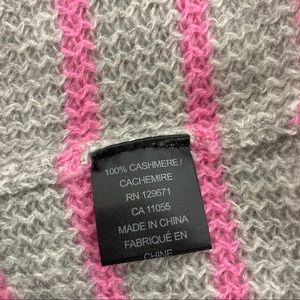 100% CASHMERE /
CACHEMIRE
RN 129671
CA 11055
MADE IN CHINA
FABRIQUÉ EN
CHINE